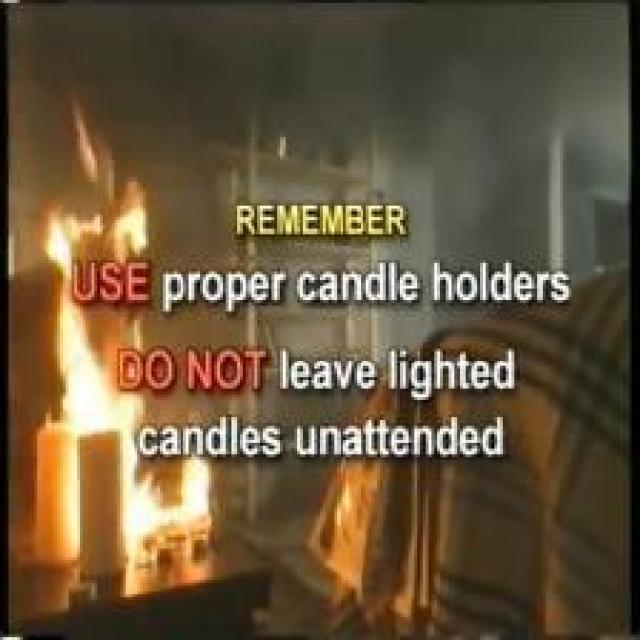 REMEMBER
USE proper candle holders
DO NOT leave lighted
candles unattended